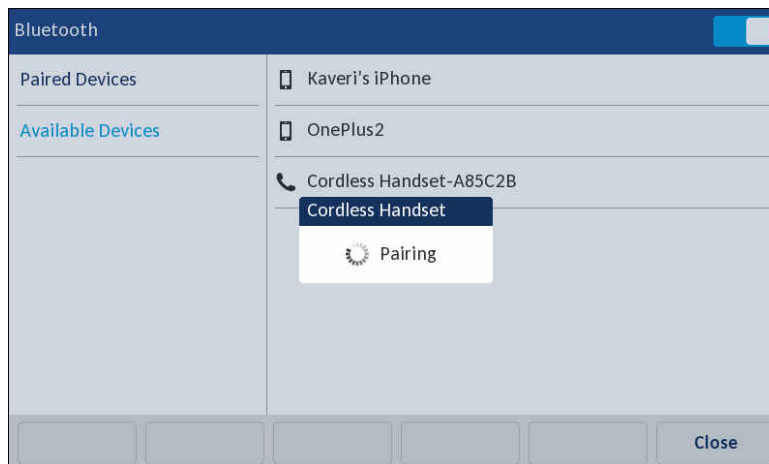 Bluetooth
Paired Devices
Available Devices
Kaveri's iPhone
OnePlus2
Cordless Handset-A85C2B
Cordless Handset
Pairing
Close